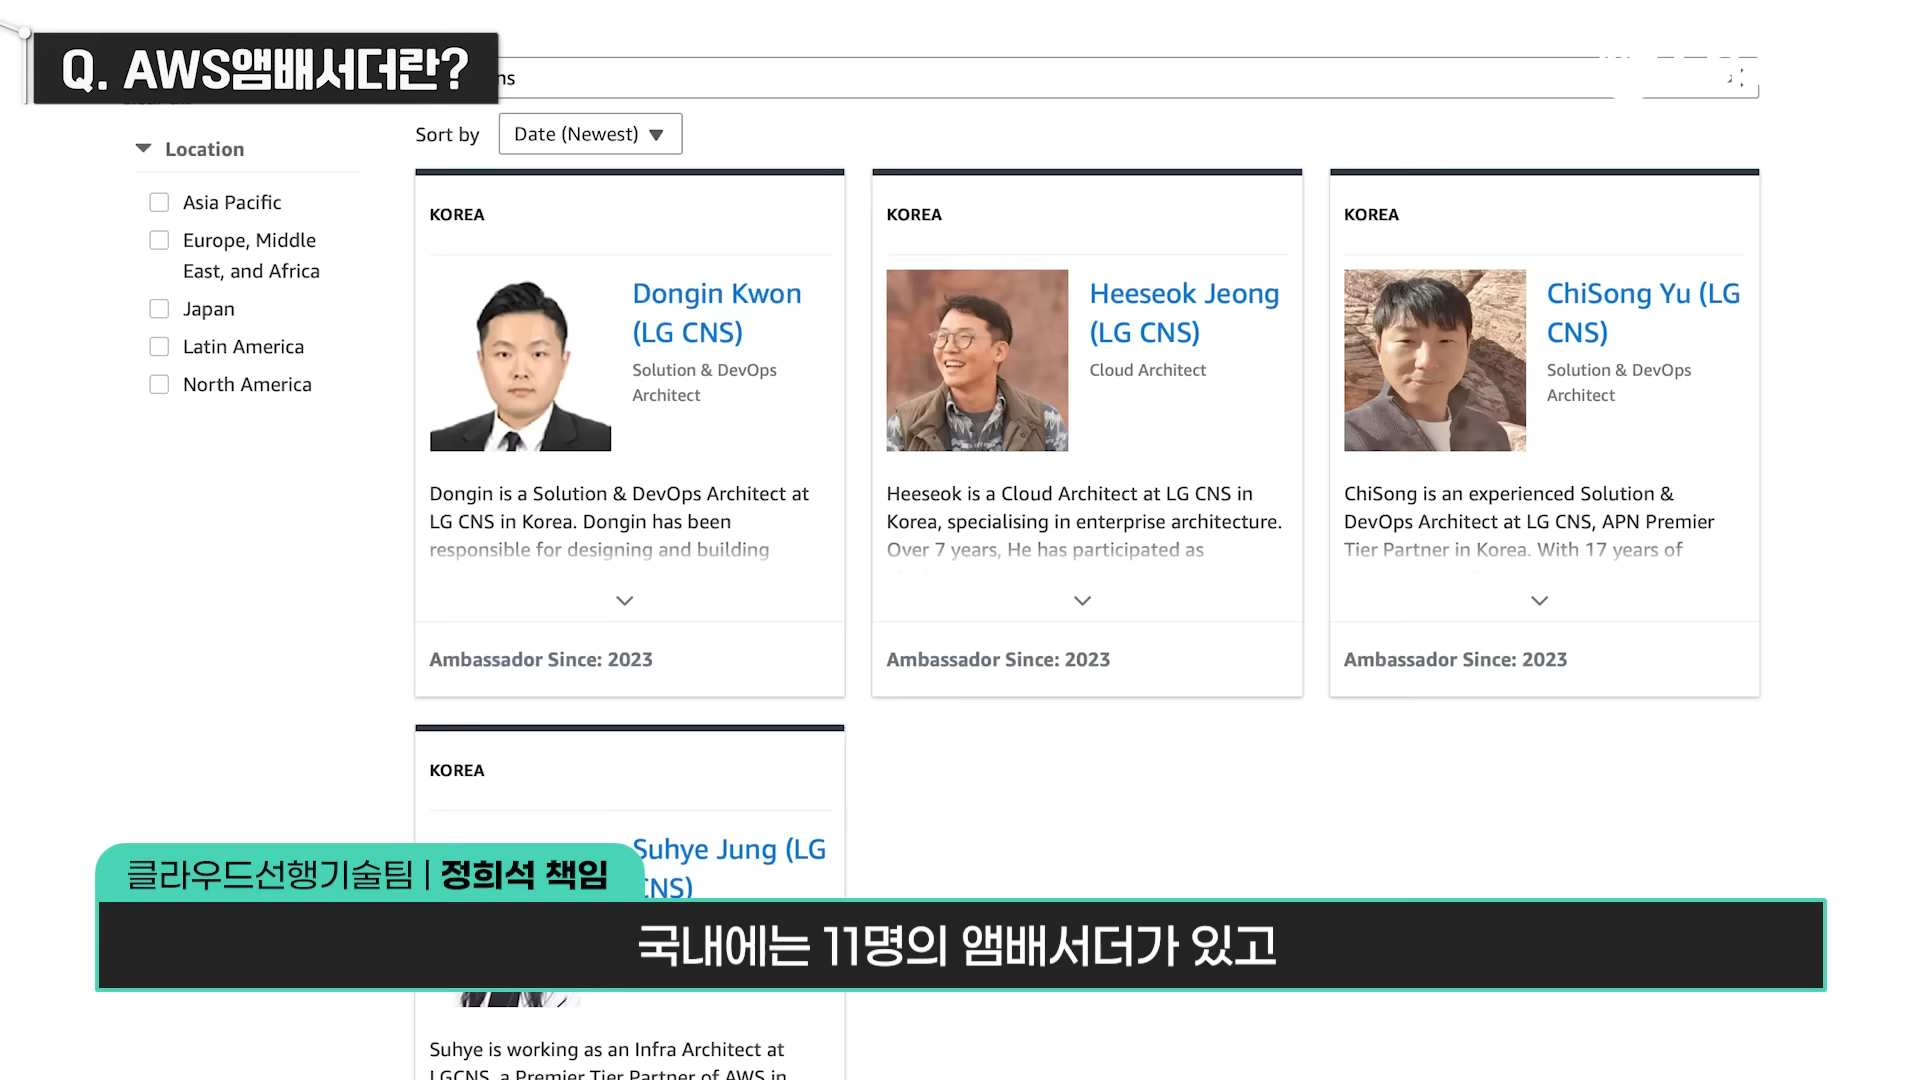 Q. AWS앰배서더란?
ns
Sort by
Date (Newest)
Location
Asia Pacific
Europe, Middle
East, and Africa
Japan
Latin America
North America
KOREA
Dongin Kwon
(LG CNS)
Solution & DevOps
Architect
Dongin is a Solution & DevOps Architect at
LG CNS in Korea. Dongin has been
responsible for designing and building
Ambassador Since: 2023
KOREA
Heeseok Jeong
(LG CNS)
Cloud Architect
Heeseok is a Cloud Architect at LG CNS in
Korea, specialising in enterprise architecture.
Over 7 years, He has participated as
Ambassador Since: 2023
KOREA
ChiSong Yu (LG
CNS)
Solution & DevOps
Architect
ChiSong is an experienced Solution &
DevOps Architect at LG CNS, APN Premier
Tier Partner in Korea. With 17 years of
Ambassador Since: 2023
KOREA
Suhye Jung (LG
CNS)
클라우드선행기술팀 | 정희석 책임
국내에는 11명의 앰배서더가 있고
Suhye is working as an Infra Architect at
LGCNS, a Premier Tier Partner of AWS in